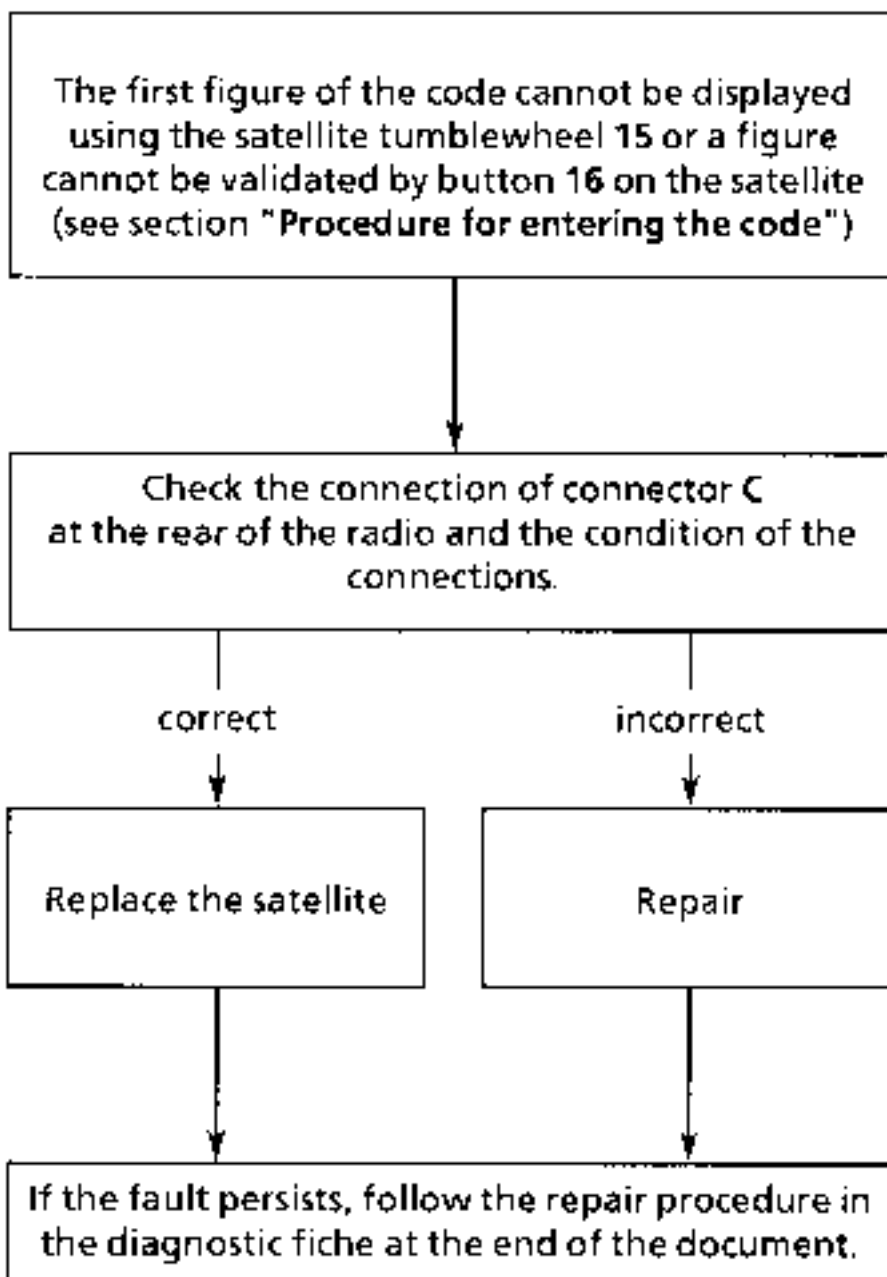 The first figure of the code cannot be displayed
using the satellite tumblewheel 15 or a figure
cannot be validated by button 16 on the satellite
(see section "Procedure for entering the code")
Check the connection of connector C
at the rear of the radio and the condition of the
connections.
correct
incorrect
Replace the satellite
Repair
If the fault persists, follow the repair procedure in
the diagnostic fiche at the end of the document.